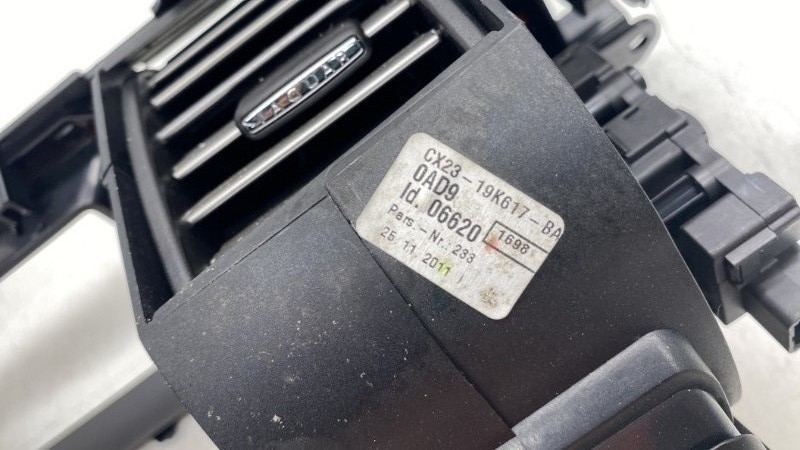 JAGUAR
CX23-19K617-BA
0AD9
Id. 06620
1698
Pers.-Nr. 233
25.11.2011